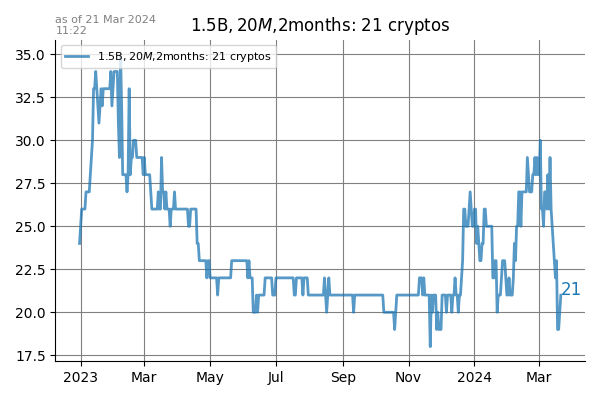 as of 21 Mar 2024
11:22
1.5B, 20M,2months: 21 cryptos
1.5B, 20M,2months: 21 cryptos
35.0
32.5
30.0
27.5
25.0
22.5
20.0
17.5
21
2023 Mar May Jul Sep Nov 2024 Mar